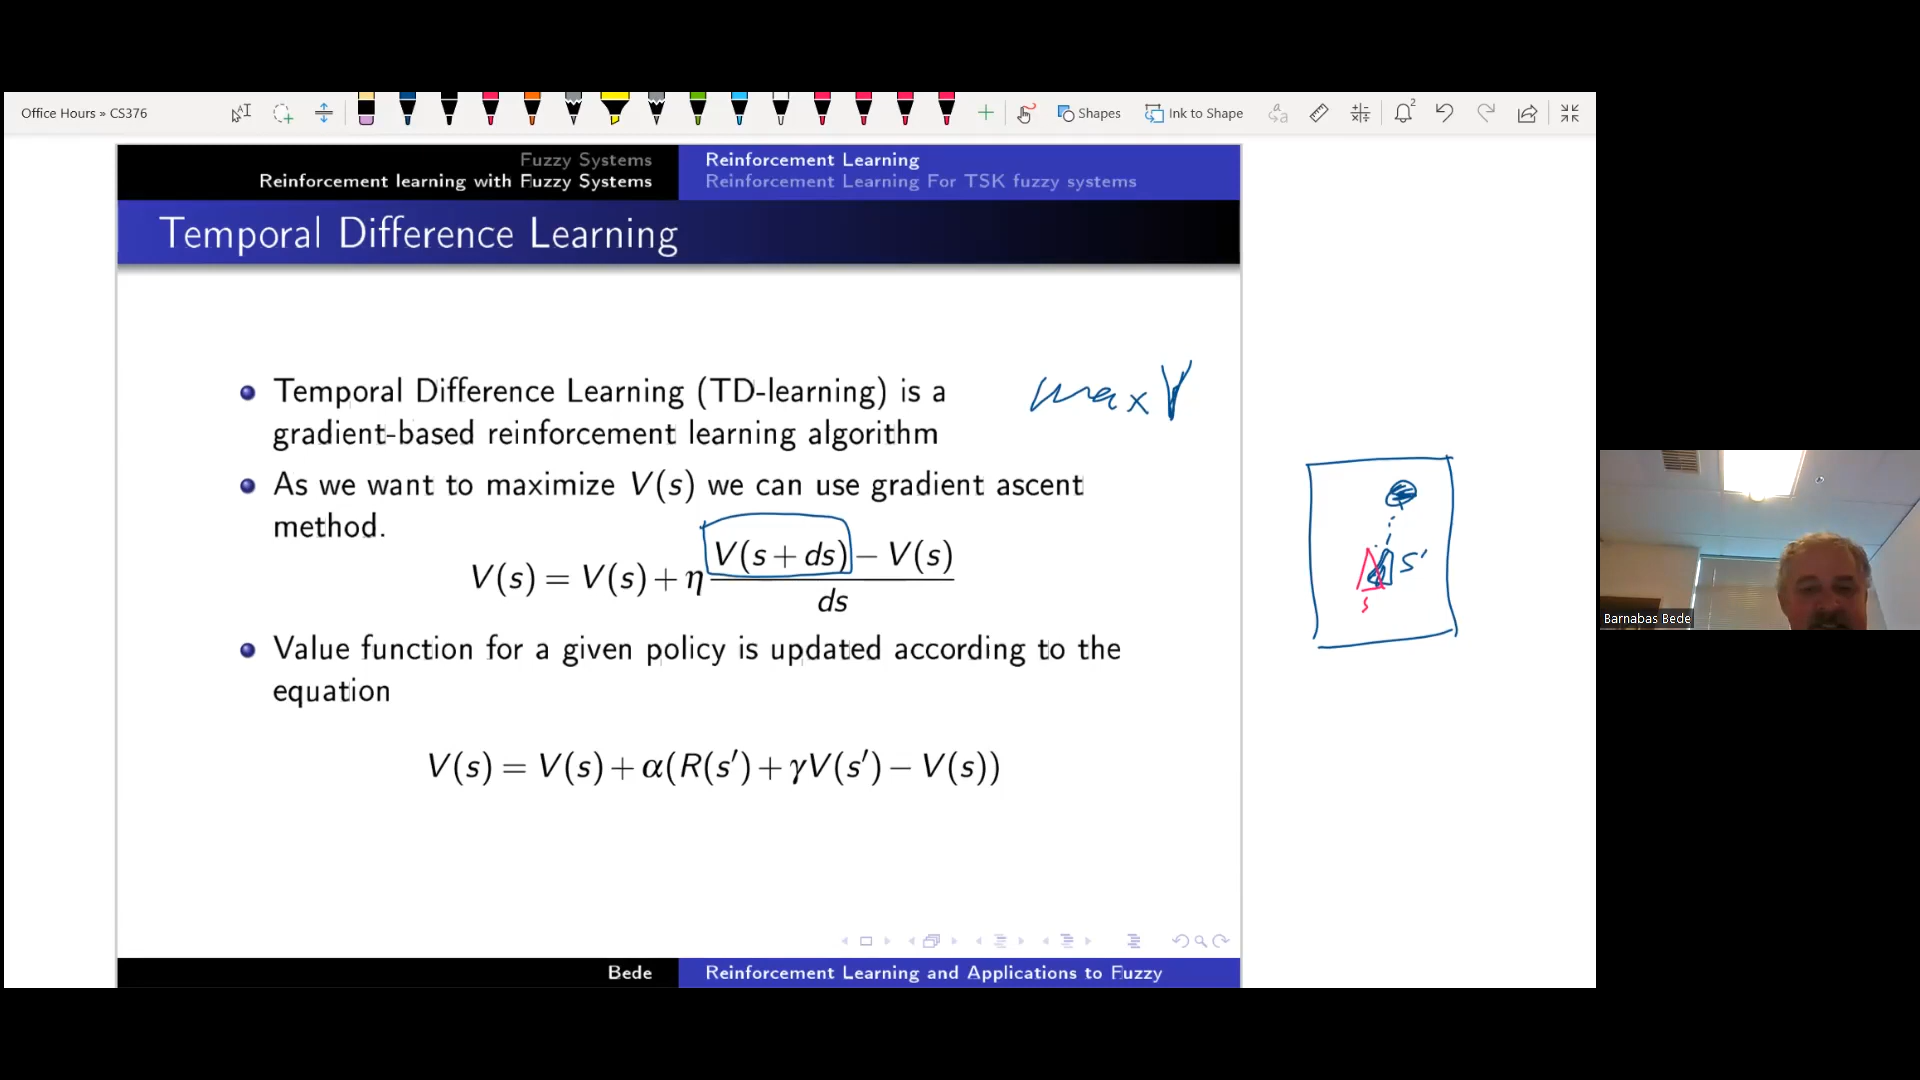 Office Hours » CS376
Shapes
Ink to Shape
2
Fuzzy Systems
Reinforcement learning with Fuzzy Systems
Reinforcement Learning
Reinforcement Learning For TSK fuzzy systems
Temporal Difference Learning
Temporal Difference Learning (TD-learning) is a
gradient-based reinforcement learning algorithm
max V
As we want to maximize V(s) we can use gradient ascent
method.
V(s) = V(s) + η (V(s + ds) − V(s)) / ds
s'
s
Value function for a given policy is updated according to the
equation
V(s) = V(s) + α(R(s′) + γV(s′) − V(s))
Bede
Reinforcement Learning and Applications to Fuzzy
Barnabas Bede